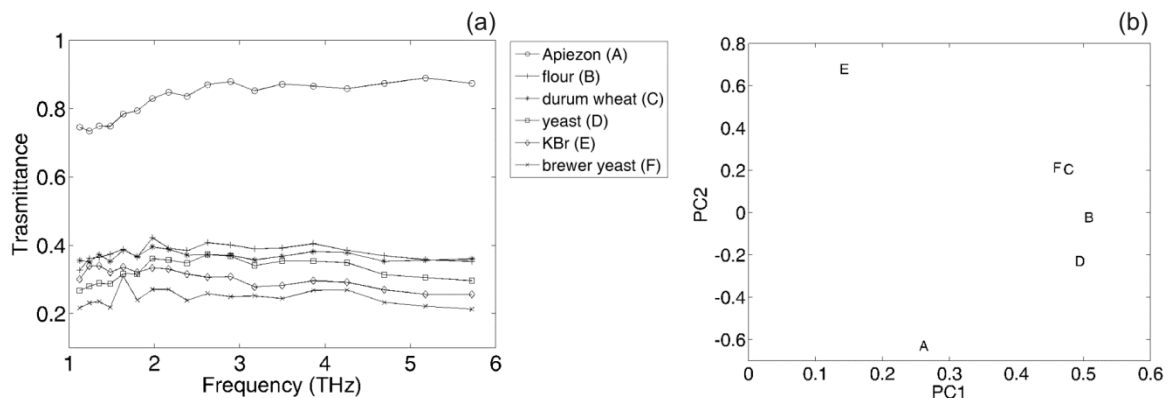 (a)
1
0.8
0.6
0.4
0.2
Trasmittance
1 2 3 4 5 6
Frequency (THz)
Apiezon (A)
flour (B)
durum wheat (C)
yeast (D)
KBr (E)
brewer yeast (F)
(b)
0.8
0.6
0.4
0.2
0
-0.2
-0.4
-0.6
PC2
E
F C
B
D
A
0 0.1 0.2 0.3 0.4 0.5 0.6
PC1